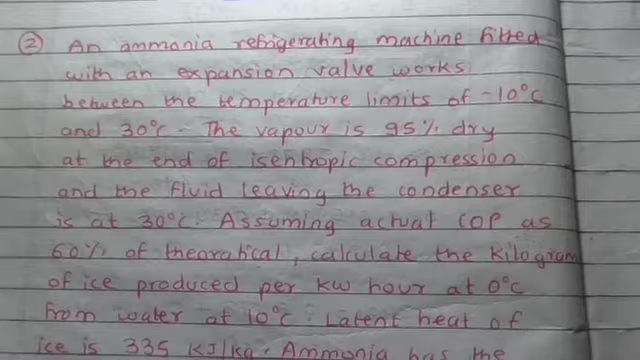 ② An ammonia refrigerating machine fitted
with an expansion valve works
between the temperature limits of -10°C
and 30°C. The vapour is 95% dry
at the end of isentropic compression
and the fluid leaving the condenser
is at 30°C. Assuming actual COP as
60% of theoratical, calculate the kilogram
of ice produced per kw hour at 0°C
from water at 10°C. Latent heat of
ice is 335 KJ/kg. Ammonia has the